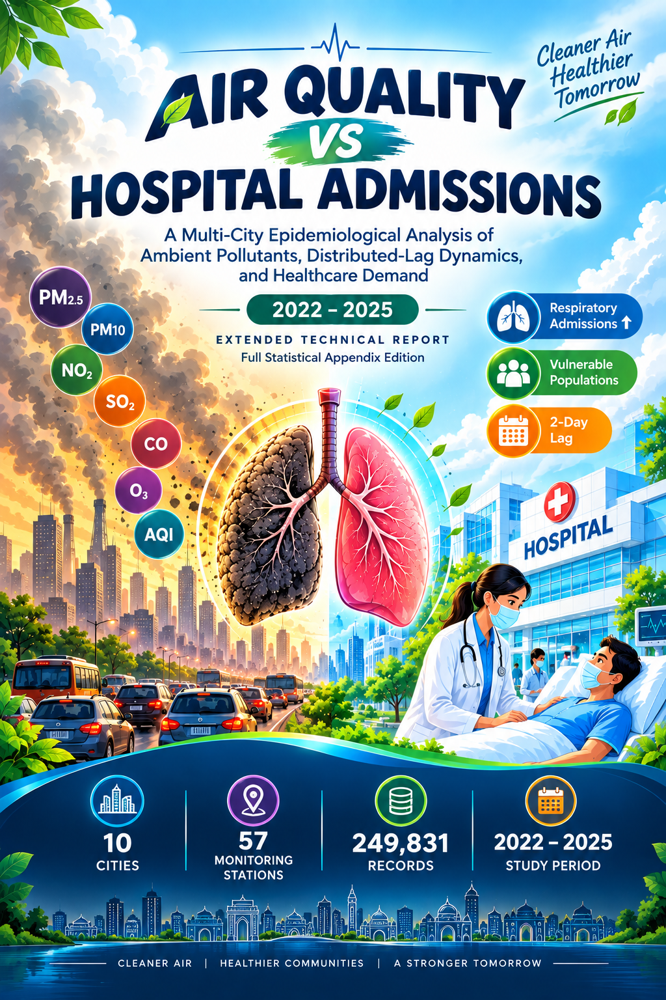 Cleaner Air
Healthier
Tomorrow
AIR QUALITY
VS
HOSPITAL ADMISSIONS
A Multi-City Epidemiological Analysis of
Ambient Pollutants, Distributed-Lag Dynamics,
and Healthcare Demand
2022 – 2025
EXTENDED TECHNICAL REPORT
Full Statistical Appendix Edition
PM2.5
PM10
NO2
SO2
CO
O3
AQI
Respiratory
Admissions ↑
Vulnerable
Populations
2-Day
Lag
HOSPITAL
10
CITIES
57
MONITORING
STATIONS
249,831
RECORDS
2022 – 2025
STUDY PERIOD
CLEANER AIR | HEALTHIER COMMUNITIES | A STRONGER TOMORROW